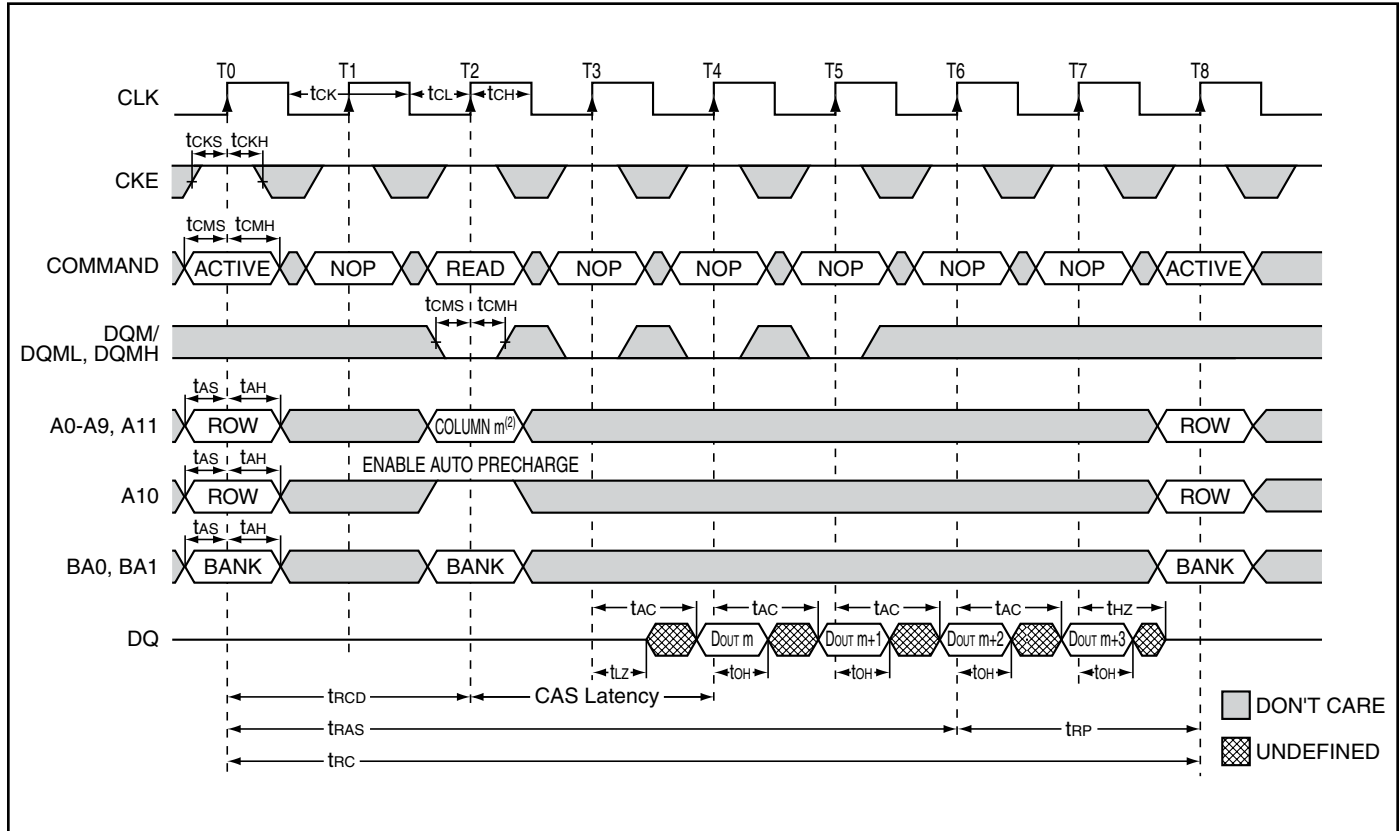 T0 T1 T2 T3 T4 T5 T6 T7 T8
CLK tCK tCL tCH
tCKS tCKH
CKE
tCMS tCMH
COMMAND ACTIVE NOP READ NOP NOP NOP NOP NOP ACTIVE
tCMS tCMH
DQM/
DQML, DQMH
tAS tAH
A0-A9, A11 ROW COLUMN m(2) ROW
tAS tAH ENABLE AUTO PRECHARGE
A10 ROW ROW
tAS tAH
BA0, BA1 BANK BANK BANK
tAC tAC tAC tAC tHZ
DQ DOUT m DOUT m+1 DOUT m+2 DOUT m+3
tLZ tOH tOH tOH tOH
tRCD CAS Latency
DON'T CARE
tRAS tRP
UNDEFINED
tRC